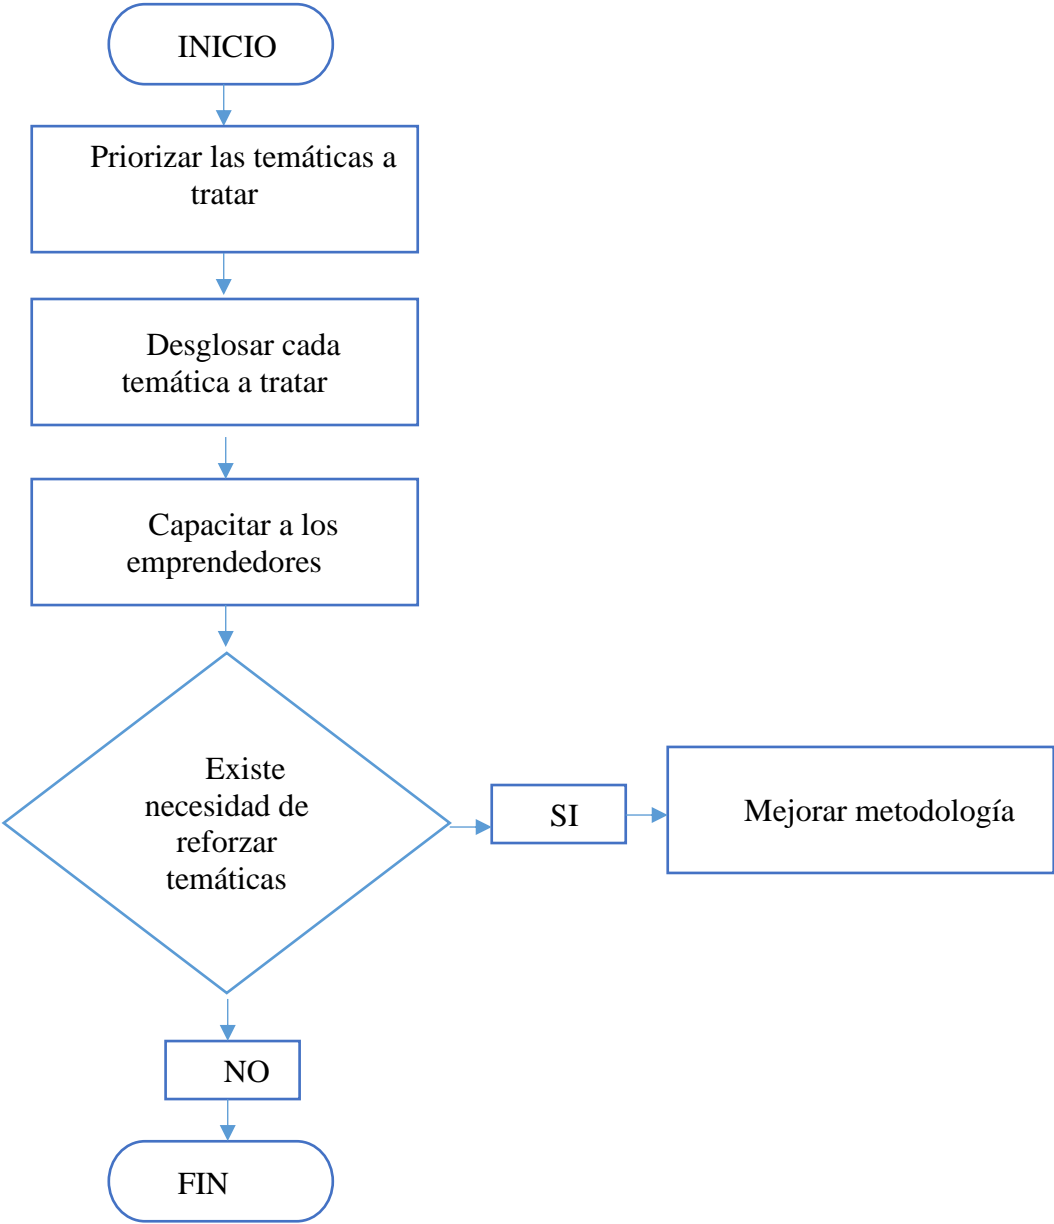 INICIO
Priorizar las temáticas a
tratar
Desglosar cada
temática a tratar
Capacitar a los
emprendedores
Existe
necesidad de
reforzar
temáticas
SI
Mejorar metodología
NO
FIN